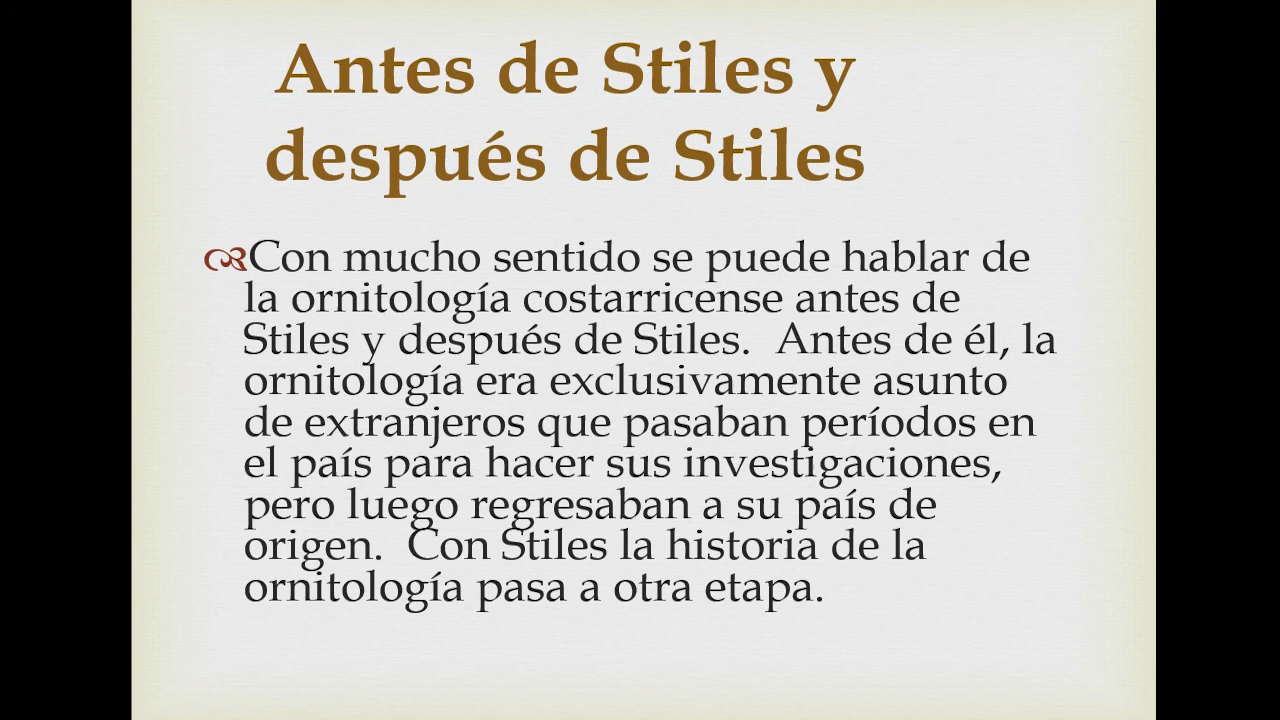 Antes de Stiles y
después de Stiles
Con mucho sentido se puede hablar de
la ornitología costarricense antes de
Stiles y después de Stiles.  Antes de él, la
ornitología era exclusivamente asunto
de extranjeros que pasaban períodos en
el país para hacer sus investigaciones,
pero luego regresaban a su país de
origen.  Con Stiles la historia de la
ornitología pasa a otra etapa.